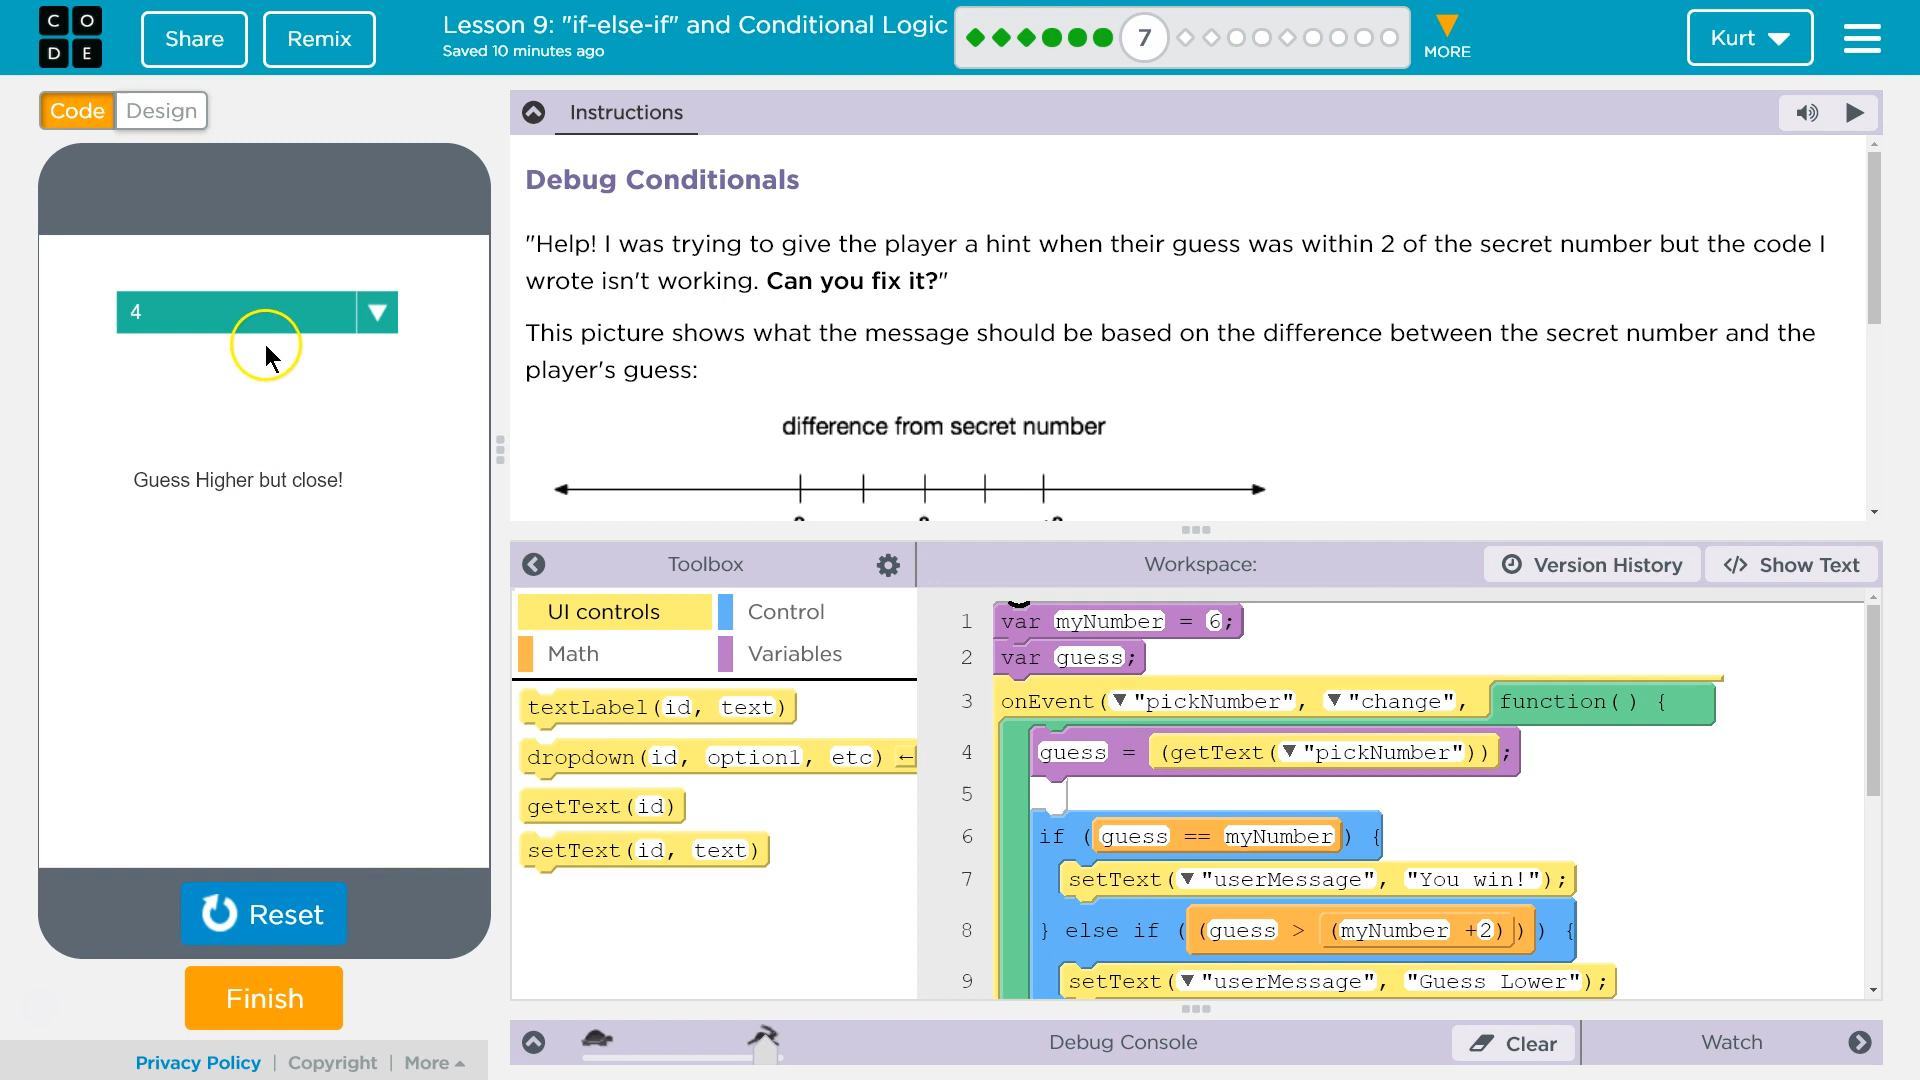 C O
D E
Share
Remix
Lesson 9: "if-else-if" and Conditional Logic
Saved 10 minutes ago
7
MORE
Kurt
Code
Design
4
Guess Higher but close!
Reset
Finish
Privacy Policy | Copyright | More
Instructions
Debug Conditionals
"Help! I was trying to give the player a hint when their guess was within 2 of the secret number but the code I
wrote isn't working. Can you fix it?"
This picture shows what the message should be based on the difference between the secret number and the
player's guess:
difference from secret number
Toolbox
UI controls
Control
Math
Variables
textLabel(id, text)
dropdown(id, option1, etc)
getText(id)
setText(id, text)
Workspace:
Version History
Show Text
1 var myNumber = 6;
2 var guess;
3 onEvent("pickNumber", "change", function() {
4 guess = (getText("pickNumber"));
5
6 if (guess == myNumber) {
7 setText("userMessage", "You win!");
8 } else if ((guess > (myNumber +2))) {
9 setText("userMessage", "Guess Lower");
Debug Console
Clear
Watch